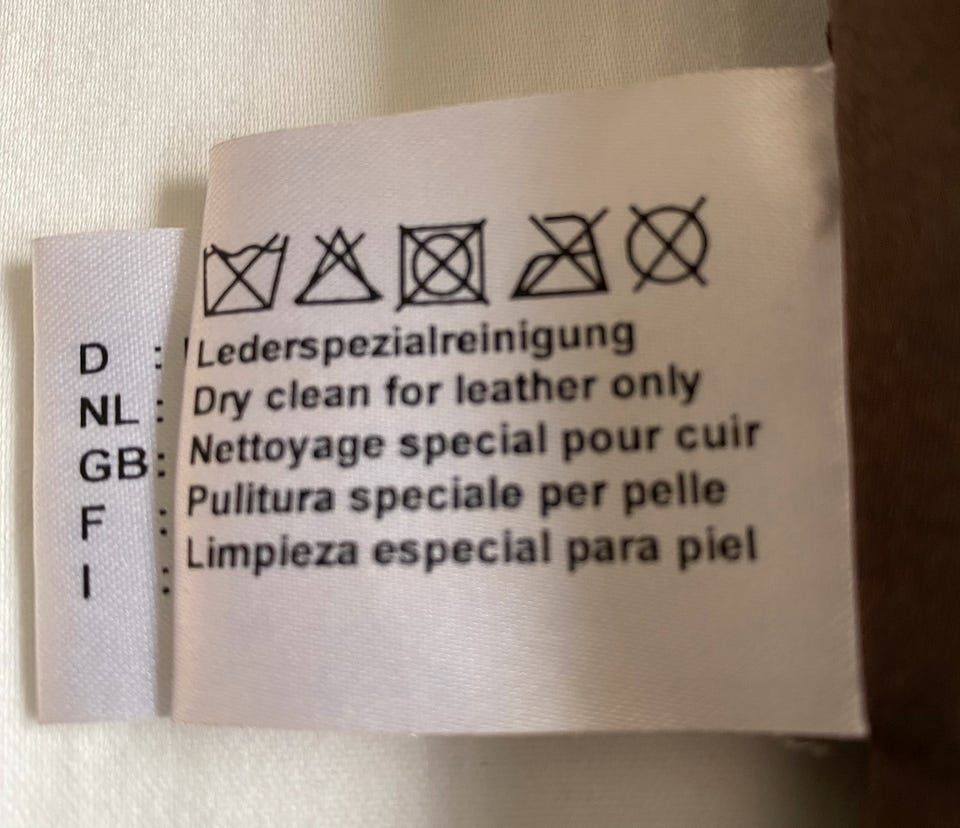 D : Lederspezialreinigung
NL : Dry clean for leather only
GB : Nettoyage special pour cuir
F : Pulitura speciale per pelle
I : Limpieza especial para piel